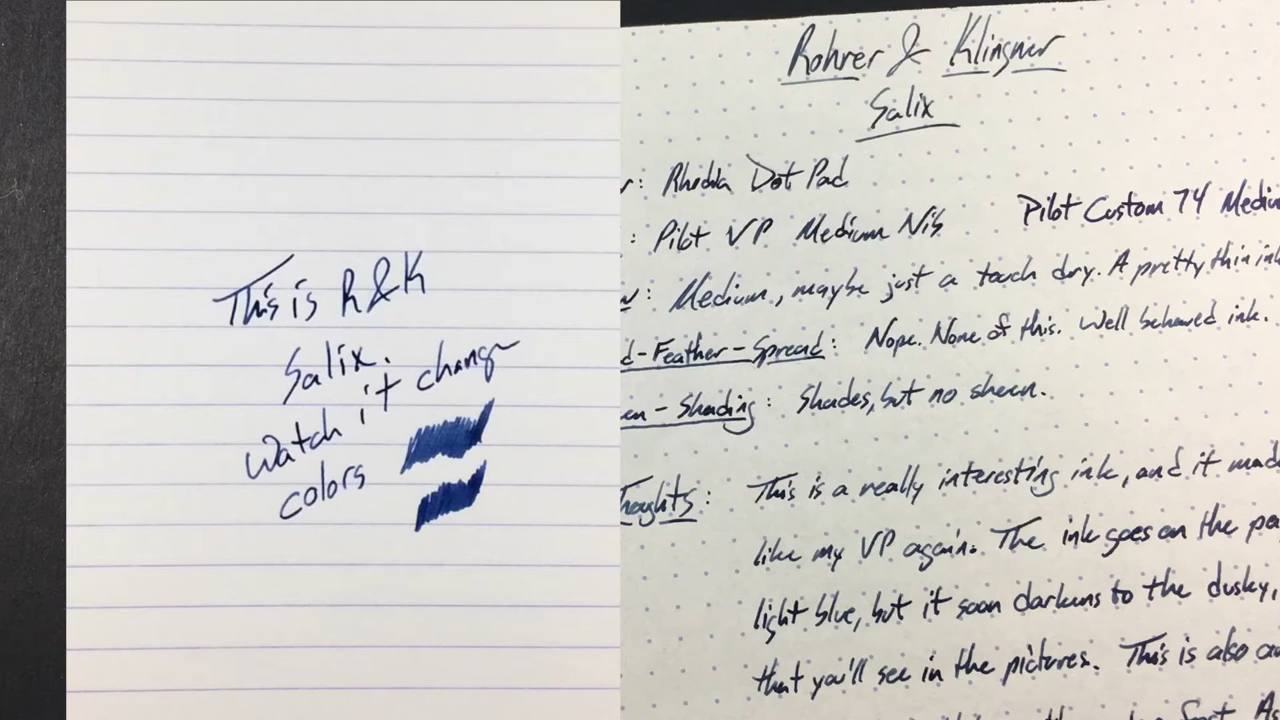 This is R&K
Salix.
Watch it change
colors
Rohrer & Klingner
Salix
: Rhodia Dot Pad
: Pilot VP Medium Nib
Pilot Custom 74
: Medium, maybe just a touch dry. A pretty thin ink
d-Feather-Spread: Nope. None of this. Well behaved ink.
en-Shading: Shades, but no sheen.
Thoughts: This is a really interesting ink, and it made
like my VP again. The ink goes on the
light blue, but it soon darkens to the dusky,
that you'll see in the pictures. This is also